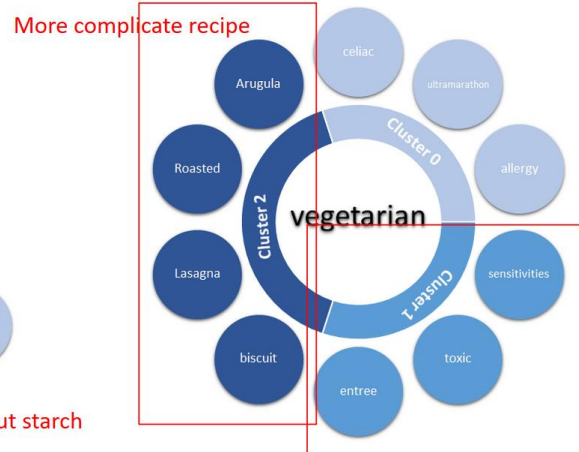 More complicate recipe
celiac
Arugula
ultramarathon
Cluster 0
Roasted
allergy
Cluster 2
vegetarian
Lasagna
sensitivities
Cluster 1
biscuit
toxic
entree
ut starch